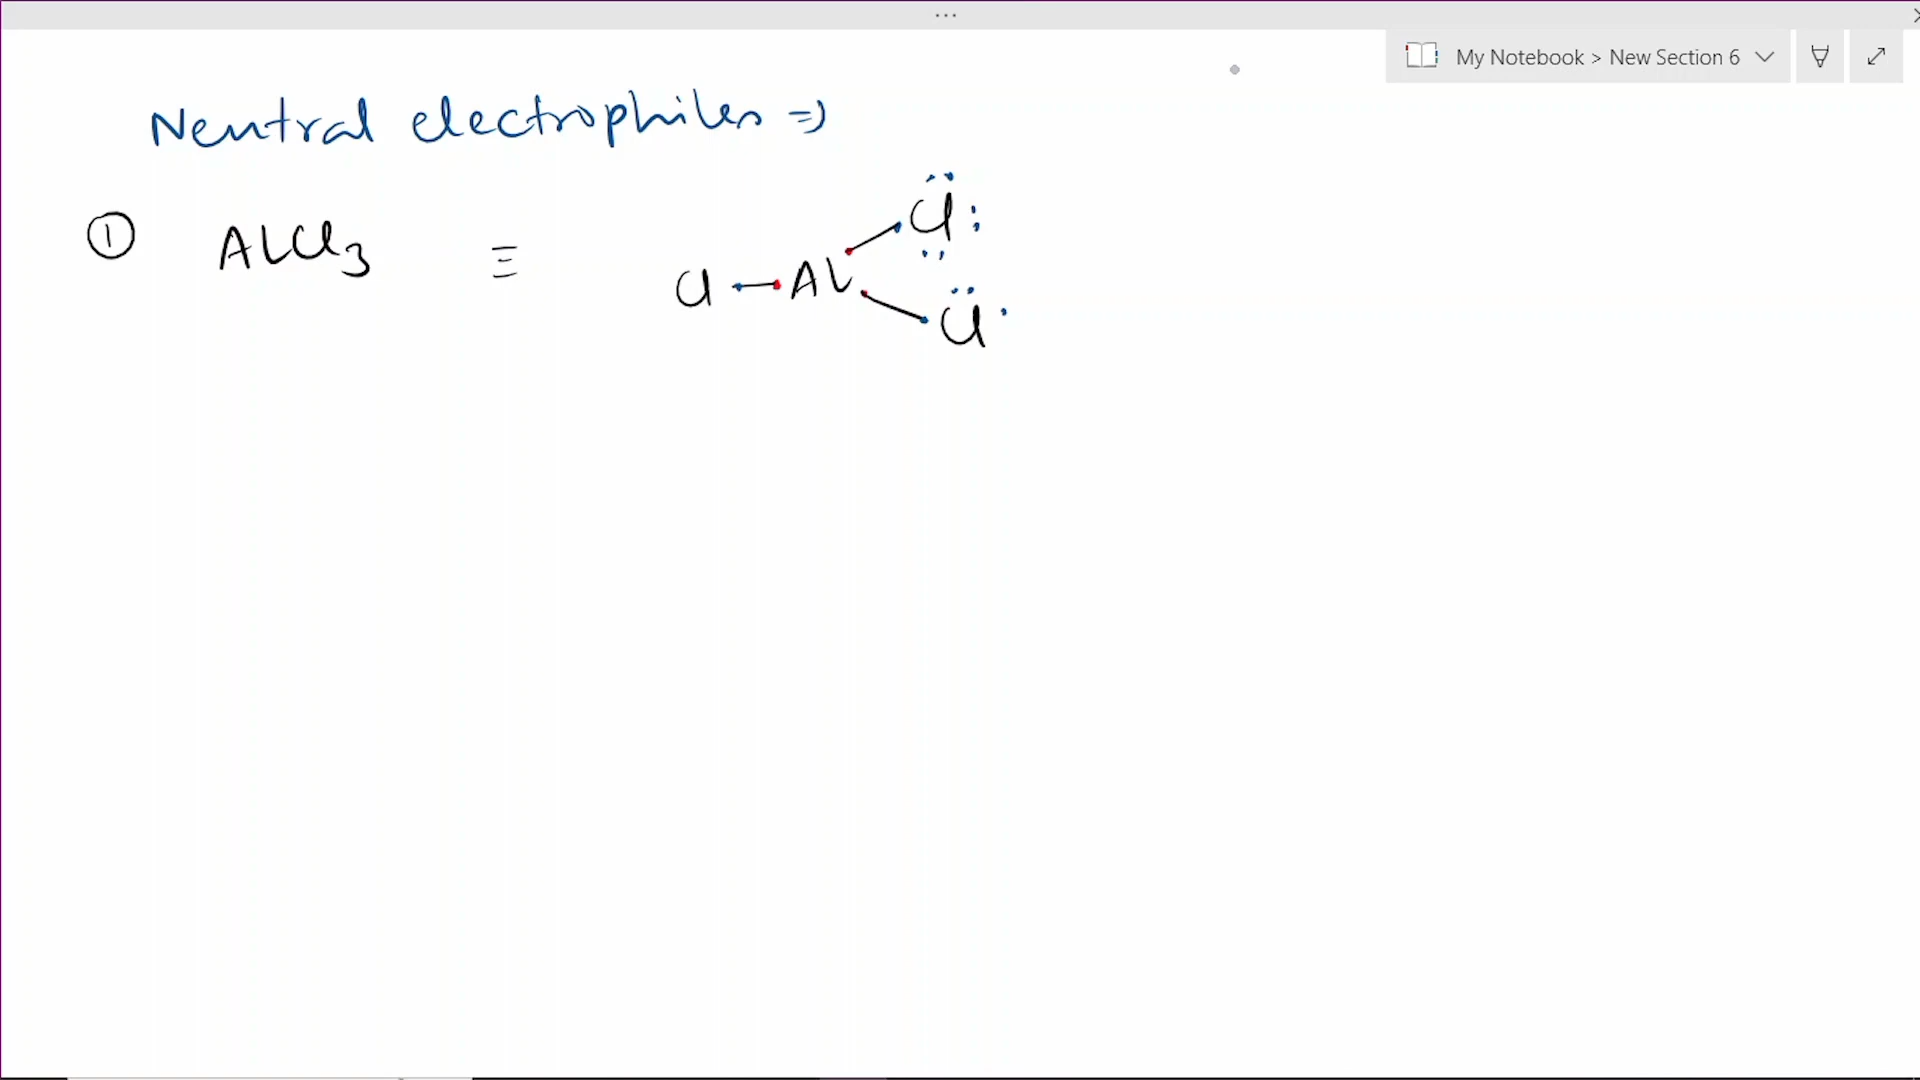 ...
My Notebook > New Section 6
Neutral electrophiles ⇒
① AlCl₃ ≡ Cl—Al
Cl
Cl